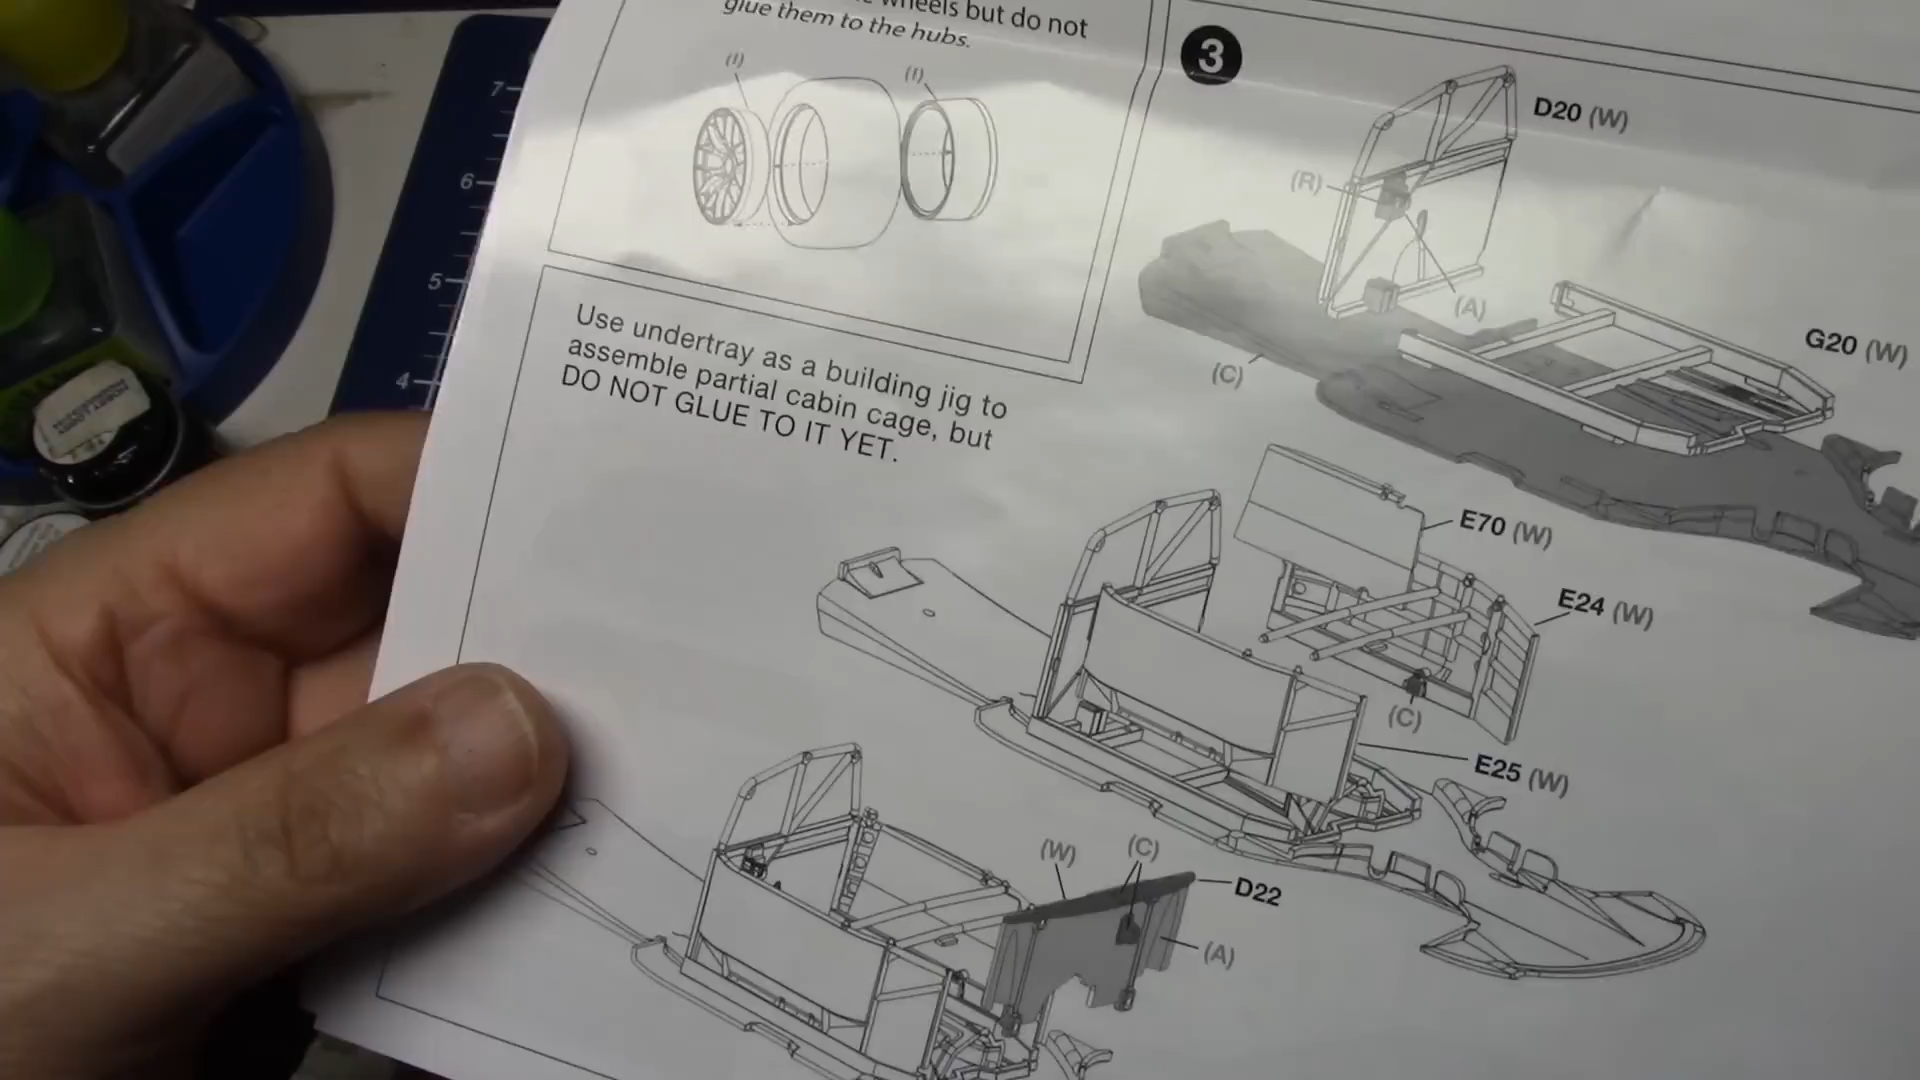 wheels but do not
glue them to the hubs.
(I)
(I)
3
D20 (W)
(R)
(A)
G20 (W)
(C)
Use undertray as a building jig to
assemble partial cabin cage, but
DO NOT GLUE TO IT YET.
E70 (W)
E24 (W)
(C)
E25 (W)
(W)
(C)
D22
(A)
7
6
5
4